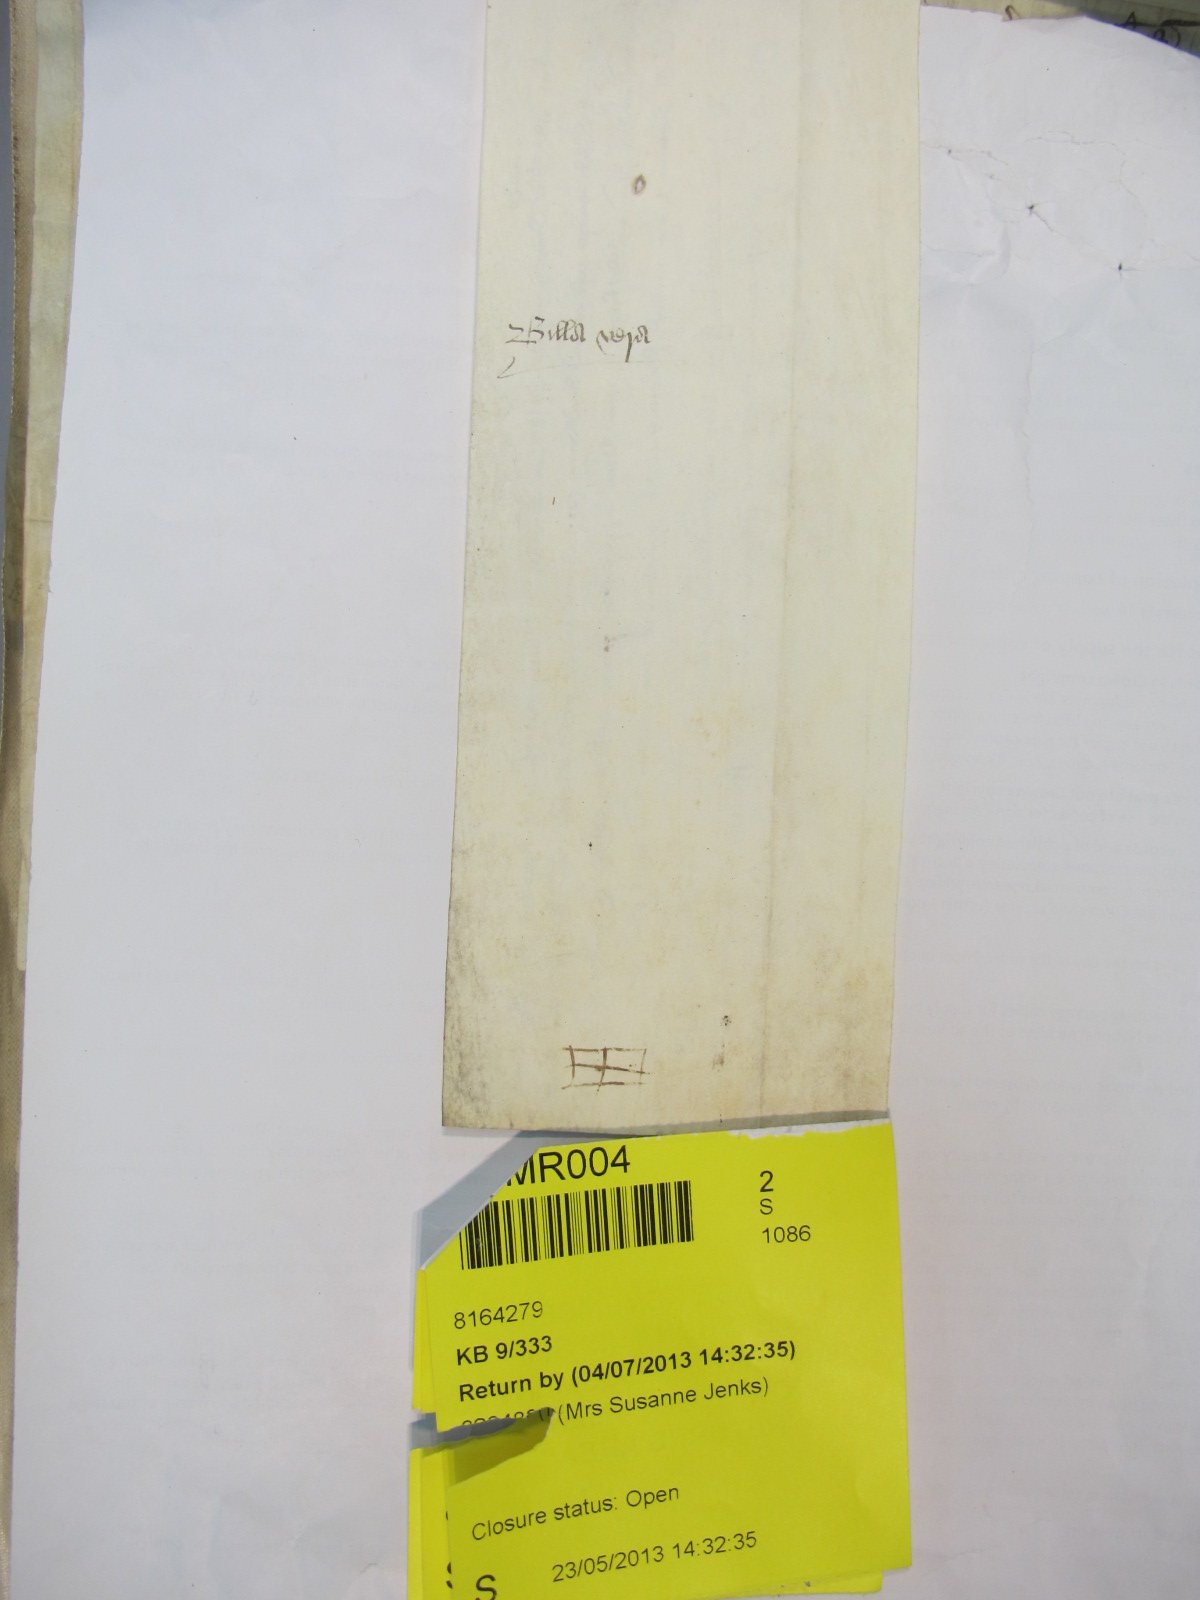 Billa vera
MR004
2
S
1086
8164279
KB 9/333
Return by (04/07/2013 14:32:35)
(Mrs Susanne Jenks)
Closure status: Open
23/05/2013 14:32:35
S